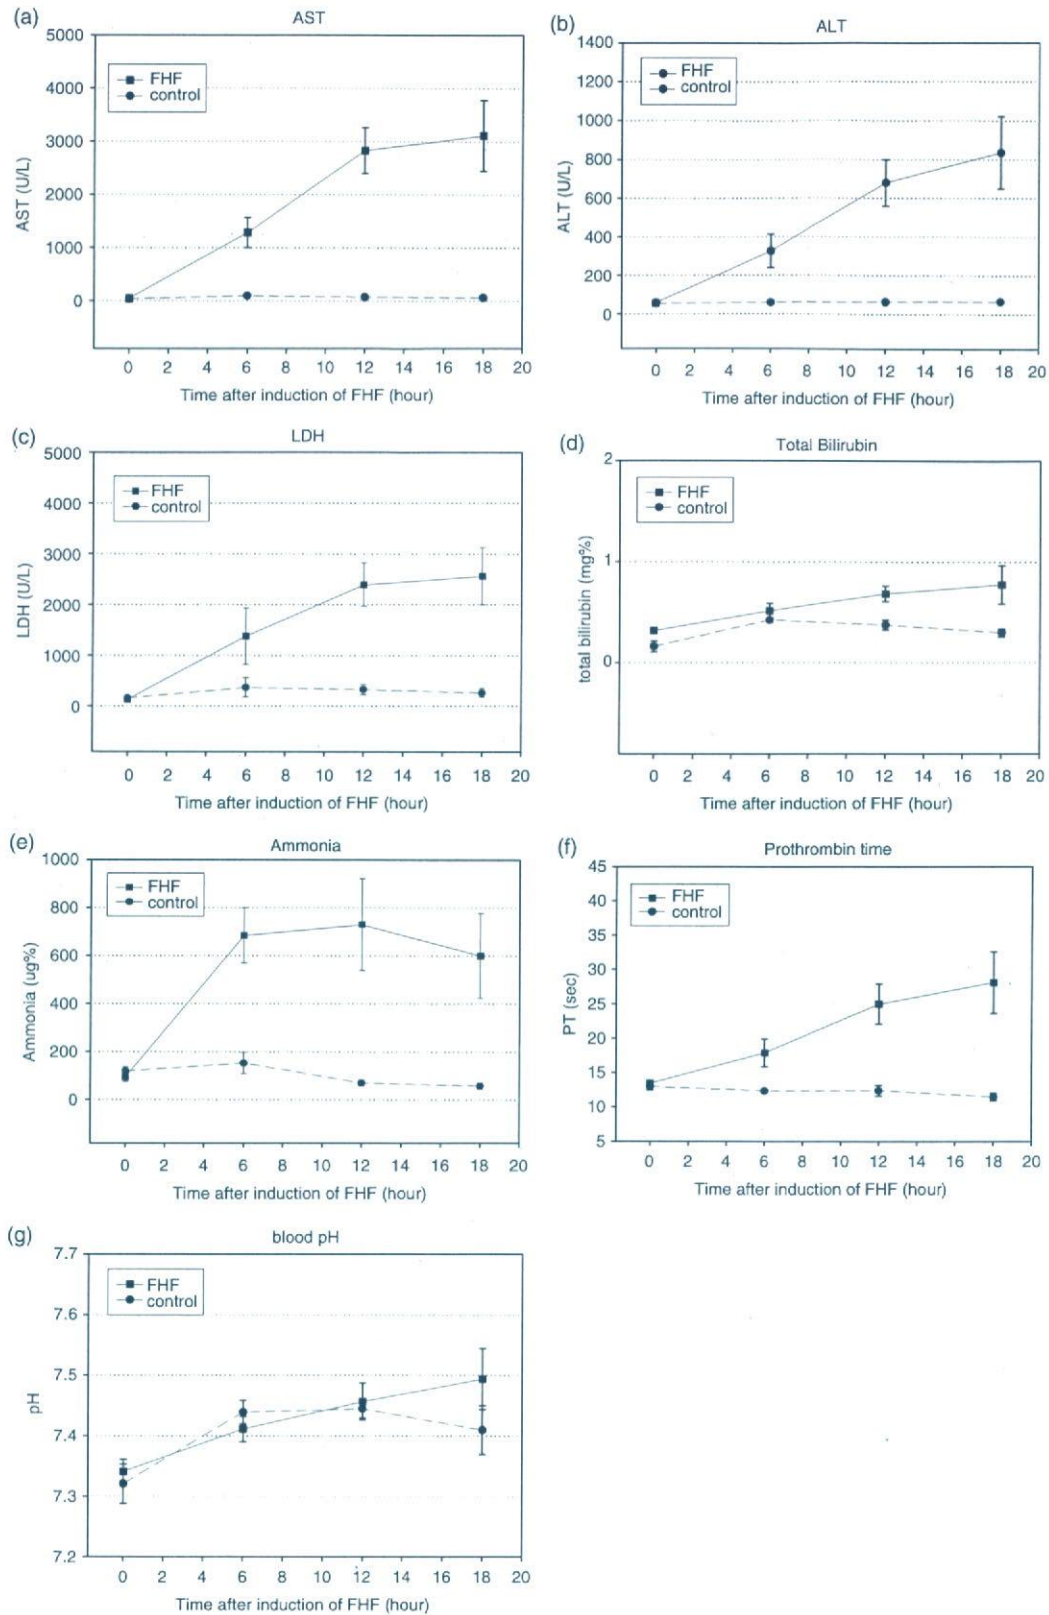 (a)
AST
5000
4000
3000
2000
1000
0
AST (U/L)
FHF
control
0 2 4 6 8 10 12 14 16 18 20
Time after induction of FHF (hour)
(b)
ALT
1400
1200
1000
800
600
400
200
0
ALT (U/L)
FHF
control
0 2 4 6 8 10 12 14 16 18 20
Time after induction of FHF (hour)
(c)
LDH
5000
4000
3000
2000
1000
0
LDH (U/L)
FHF
control
0 2 4 6 8 10 12 14 16 18 20
Time after induction of FHF (hour)
(d)
Total Bilirubin
2
1
0
total bilirubin (mg%)
FHF
control
0 2 4 6 8 10 12 14 16 18 20
Time after induction of FHF (hour)
(e)
Ammonia
1000
800
600
400
200
0
Ammonia (ug%)
FHF
control
0 2 4 6 8 10 12 14 16 18 20
Time after induction of FHF (hour)
(f)
Prothrombin time
45
40
35
30
25
20
15
10
5
PT (sec)
FHF
control
0 2 4 6 8 10 12 14 16 18 20
Time after induction of FHF (hour)
(g)
blood pH
7.7
7.6
7.5
7.4
7.3
7.2
pH
FHF
control
0 2 4 6 8 10 12 14 16 18 20
Time after induction of FHF (hour)